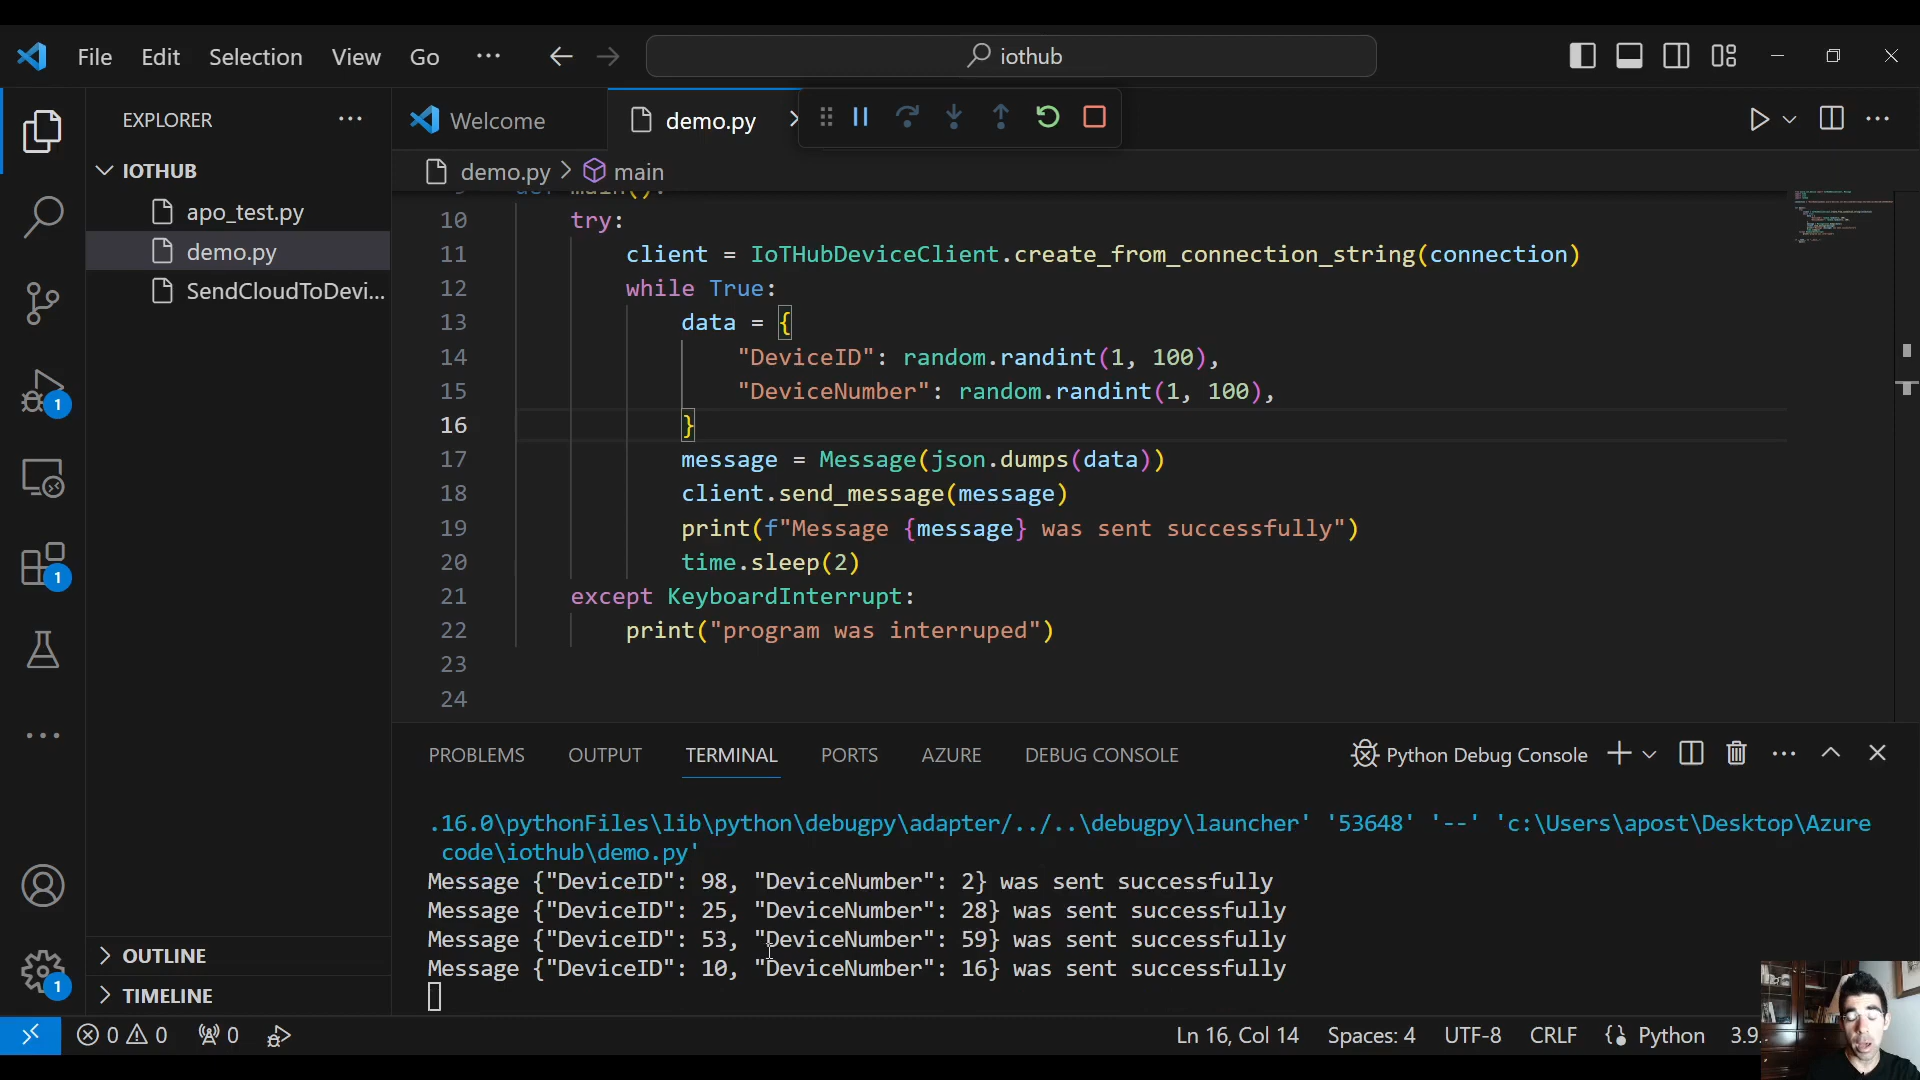 File Edit Selection View Go ··· iothub
EXPLORER ···
Welcome
demo.py
IOTHUB
demo.py > main
apo_test.py
demo.py
SendCloudToDevi...
10 try:
11 client = IoTHubDeviceClient.create_from_connection_string(connection)
12 while True:
13 data = {
14 "DeviceID": random.randint(1, 100),
15 "DeviceNumber": random.randint(1, 100),
16 }
17 message = Message(json.dumps(data))
18 client.send_message(message)
19 print(f"Message {message} was sent successfully")
20 time.sleep(2)
21 except KeyboardInterrupt:
22 print("program was interruped")
23
24
1
1
1
PROBLEMS OUTPUT TERMINAL PORTS AZURE DEBUG CONSOLE Python Debug Console
.16.0\pythonFiles\lib\python\debugpy\adapter/../..\debugpy\launcher' '53648' '--' 'c:\Users\apost\Desktop\Azure
code\iothub\demo.py'
Message {"DeviceID": 98, "DeviceNumber": 2} was sent successfully
Message {"DeviceID": 25, "DeviceNumber": 28} was sent successfully
Message {"DeviceID": 53, "DeviceNumber": 59} was sent successfully
Message {"DeviceID": 10, "DeviceNumber": 16} was sent successfully
OUTLINE
TIMELINE
0 0 0 Ln 16, Col 14 Spaces: 4 UTF-8 CRLF Python 3.9.